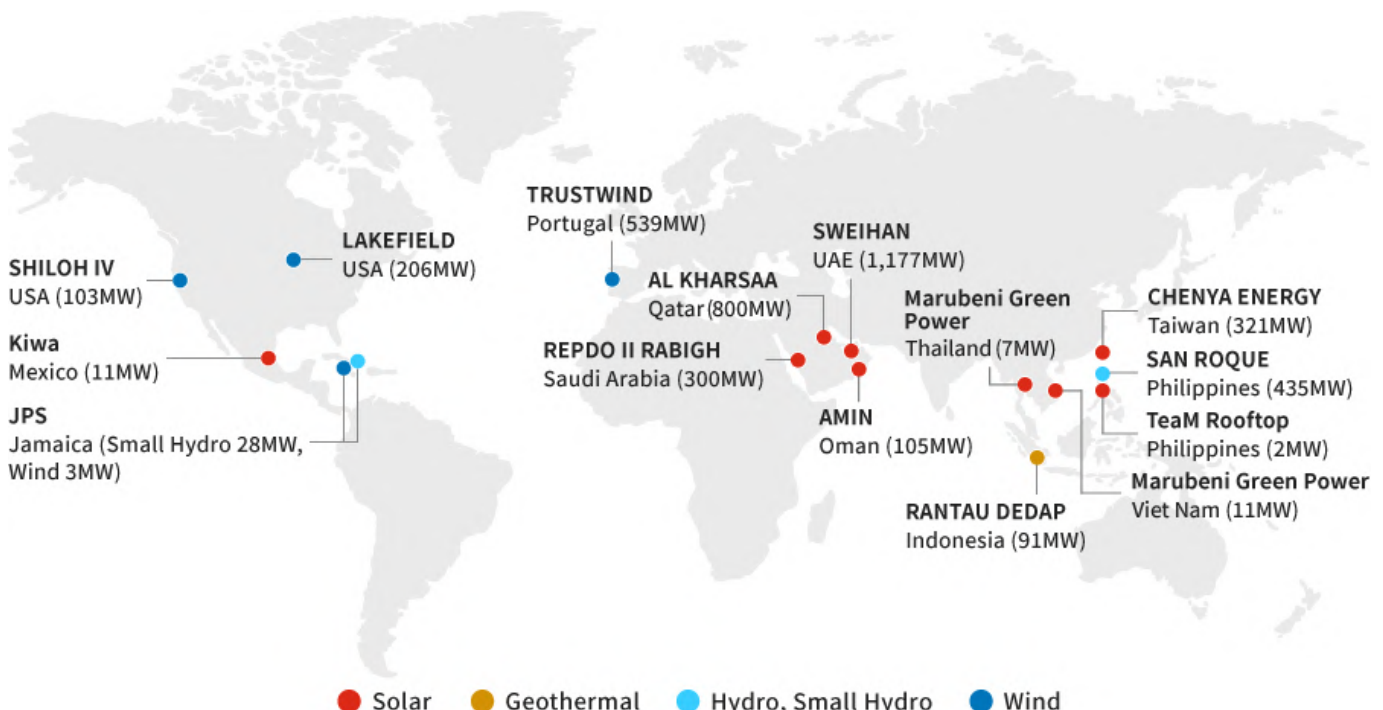 TRUSTWIND
Portugal (539MW)
SWEIHAN
UAE (1,177MW)
LAKEFIELD
USA (206MW)
SHILOH IV
USA (103MW)
AL KHARSAA
Qatar(800MW)
Marubeni Green
Power
Thailand (7MW)
CHENYA ENERGY
Taiwan (321MW)
Kiwa
Mexico (11MW)
REPDO II RABIGH
Saudi Arabia (300MW)
SAN ROQUE
Philippines (435MW)
JPS
Jamaica (Small Hydro 28MW,
Wind 3MW)
AMIN
Oman (105MW)
TeaM Rooftop
Philippines (2MW)
Marubeni Green Power
Viet Nam (11MW)
RANTAU DEDAP
Indonesia (91MW)
Solar Geothermal Hydro, Small Hydro Wind